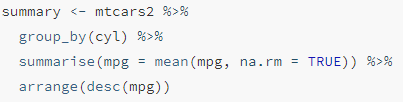 summary <- mtcars2 %>%
  group_by(cyl) %>%
  summarise(mpg = mean(mpg, na.rm = TRUE)) %>%
  arrange(desc(mpg))